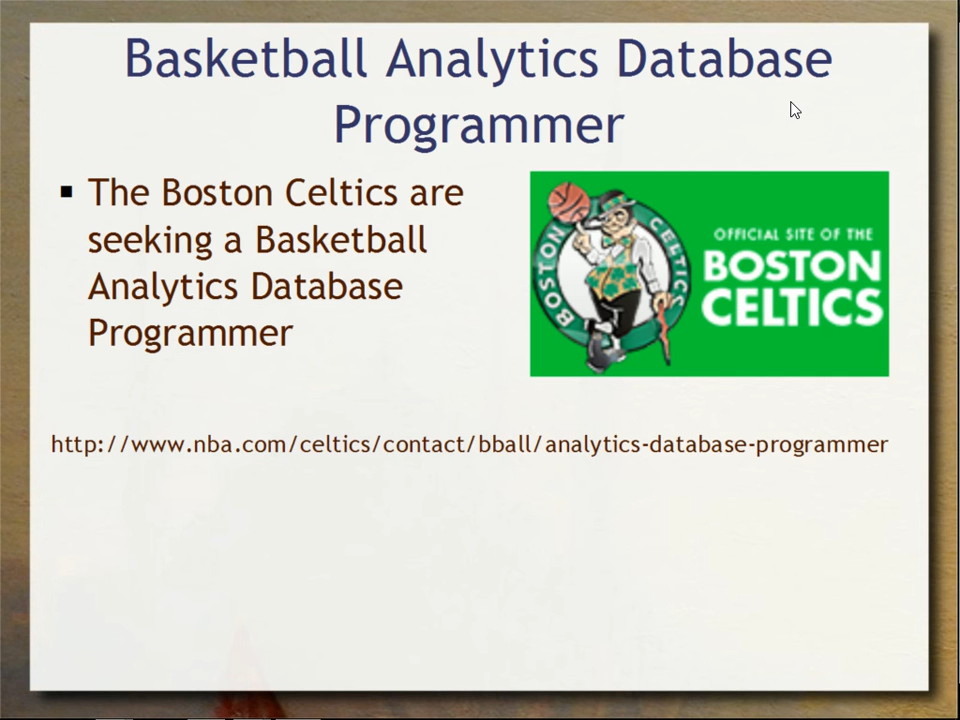 Basketball Analytics Database
Programmer
▪ The Boston Celtics are
seeking a Basketball
Analytics Database
Programmer
BOSTON CELTICS
OFFICIAL SITE OF THE
BOSTON
CELTICS
http://www.nba.com/celtics/contact/bball/analytics-database-programmer